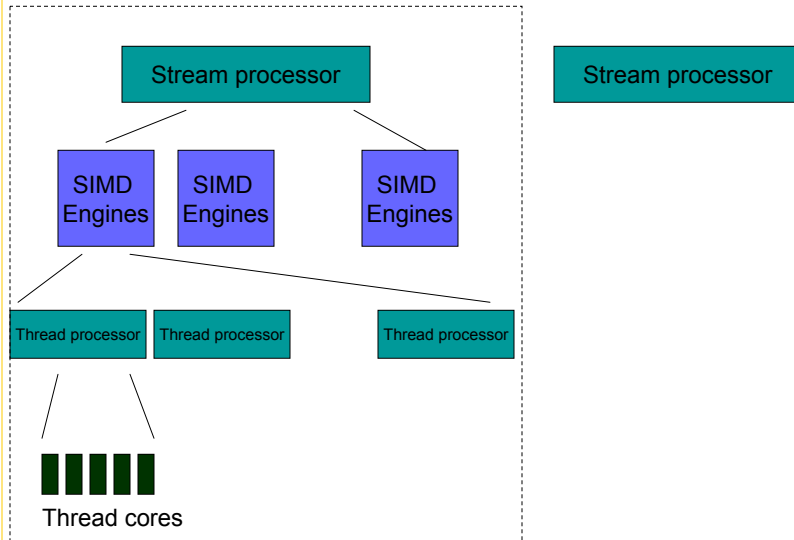 Stream processor
Stream processor
SIMD
Engines
SIMD
Engines
SIMD
Engines
Thread processor
Thread processor
Thread processor
Thread cores